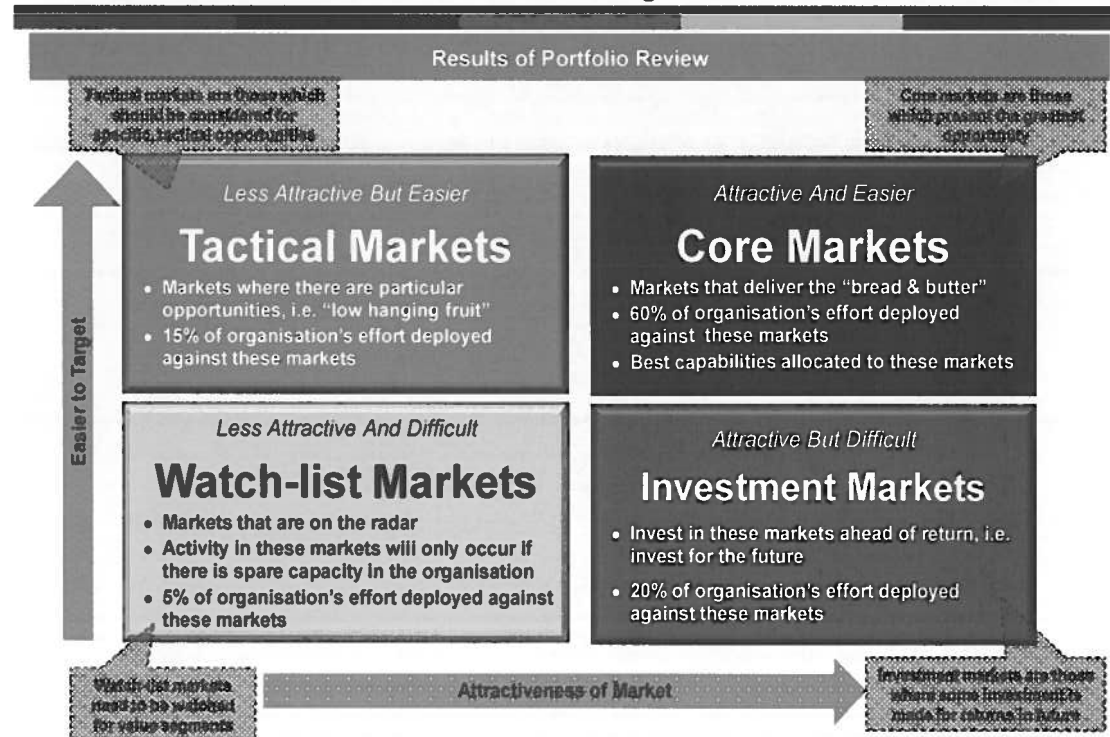 Results of Portfolio Review
Tactical markets are those which
should be considered for
specific, tactical opportunities
Core markets are those
which present the greatest
opportunity
Less Attractive But Easier
Tactical Markets
• Markets where there are particular
opportunities, i.e. “low hanging fruit”
• 15% of organisation’s effort deployed
against these markets
Attractive And Easier
Core Markets
• Markets that deliver the “bread & butter”
• 60% of organisation’s effort deployed
against these markets
• Best capabilities allocated to these markets
Easier to Target
Less Attractive And Difficult
Watch-list Markets
• Markets that are on the radar
• Activity in these markets will only occur if
there is spare capacity in the organisation
• 5% of organisation’s effort deployed against
these markets
Attractive But Difficult
Investment Markets
• Invest in these markets ahead of return, i.e.
invest for the future
• 20% of organisation’s effort deployed
against these markets
Watch-list markets
need to be watched
for value segments
Attractiveness of Market
Investment markets are those
where some investment is
made for returns in future